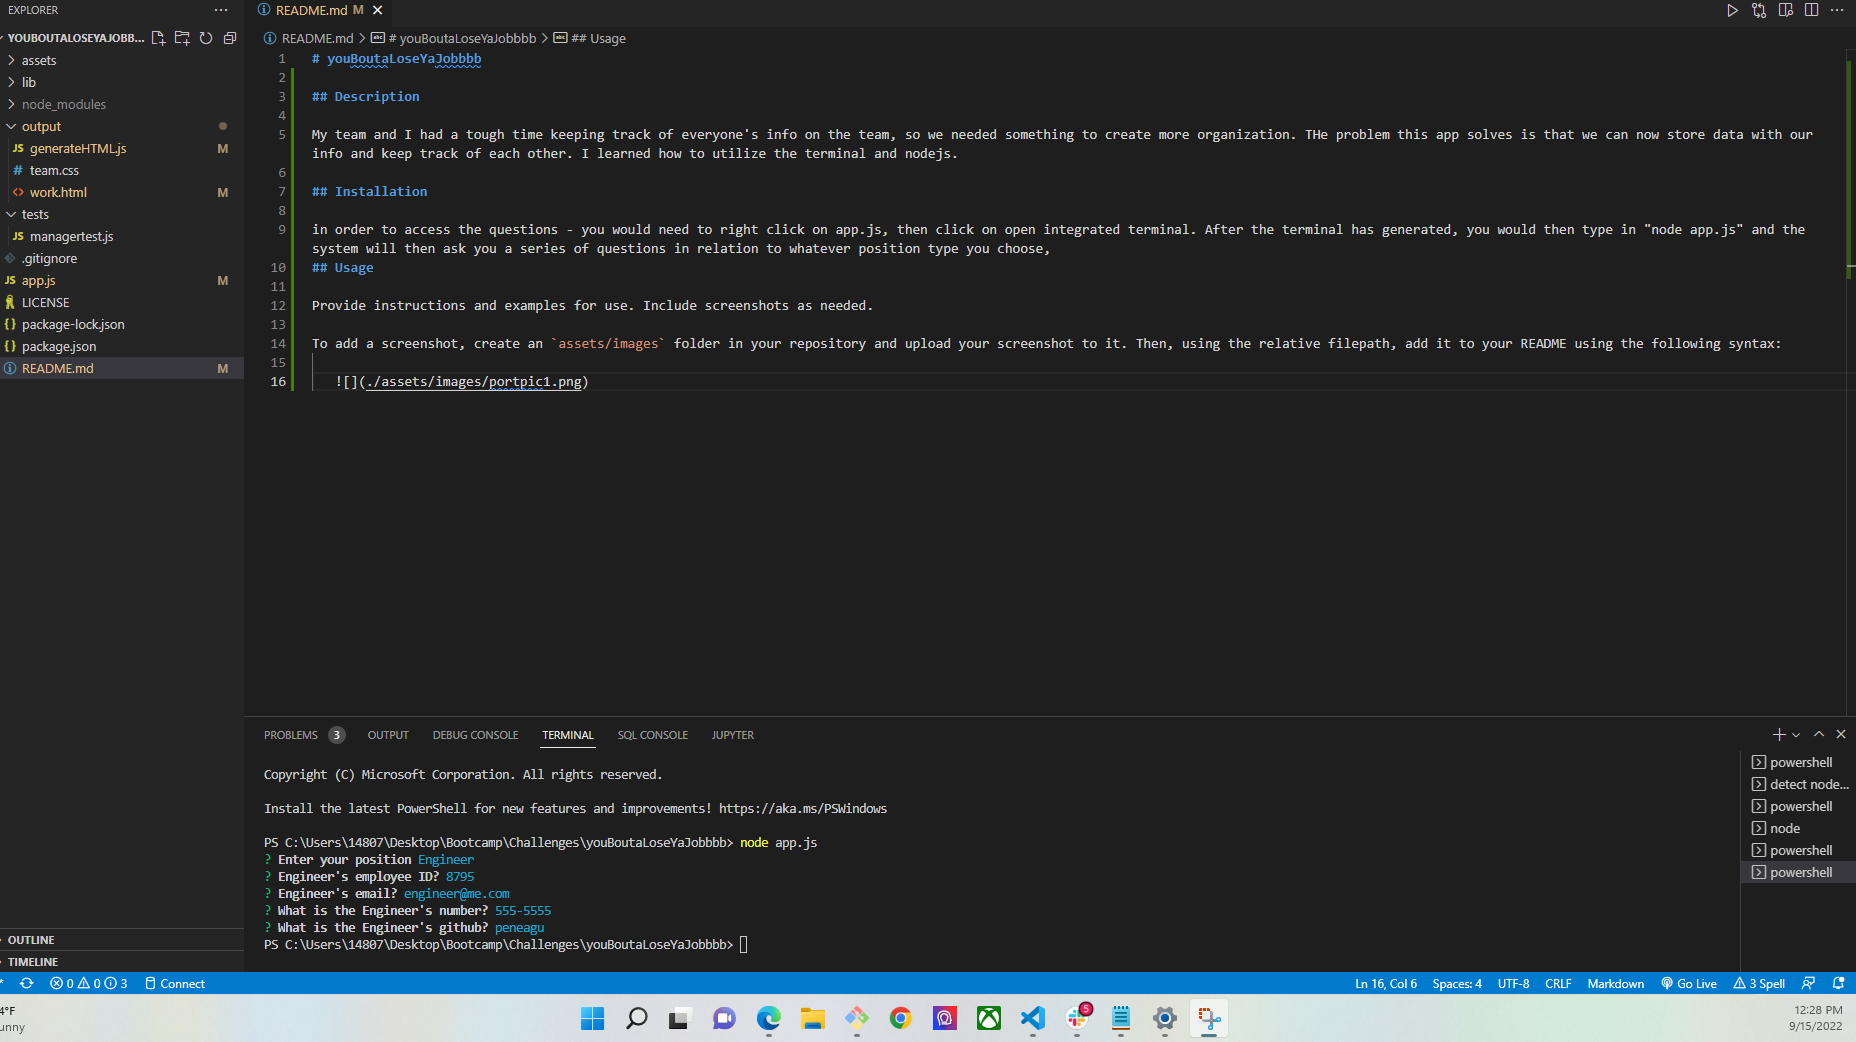 EXPLORER
YOUBOUTALOSEYAJOBB...
assets
lib
node_modules
output
JS generateHTML.js M
# team.css
<> work.html M
tests
JS managertest.js
.gitignore
JS app.js M
LICENSE
{} package-lock.json
{} package.json
README.md M
OUTLINE
TIMELINE
README.md M
README.md > # youBoutaLoseYaJobbbb > ## Usage
1 # youBoutaLoseYaJobbbb
2
3 ## Description
4
5 My team and I had a tough time keeping track of everyone's info on the team, so we needed something to create more organization. THe problem this app solves is that we can now store data with our
info and keep track of each other. I learned how to utilize the terminal and nodejs.
6
7 ## Installation
8
9 in order to access the questions - you would need to right click on app.js, then click on open integrated terminal. After the terminal has generated, you would then type in "node app.js" and the
system will then ask you a series of questions in relation to whatever position type you choose,
10 ## Usage
11
12 Provide instructions and examples for use. Include screenshots as needed.
13
14 To add a screenshot, create an `assets/images` folder in your repository and upload your screenshot to it. Then, using the relative filepath, add it to your README using the following syntax:
15
16 ![](./assets/images/portpic1.png)
PROBLEMS 3 OUTPUT DEBUG CONSOLE TERMINAL SQL CONSOLE JUPYTER
Copyright (C) Microsoft Corporation. All rights reserved.
Install the latest PowerShell for new features and improvements! https://aka.ms/PSWindows
PS C:\Users\14807\Desktop\Bootcamp\Challenges\youBoutaLoseYaJobbbb> node app.js
? Enter your position Engineer
? Engineer's employee ID? 8795
? Engineer's email? engineer@me.com
? What is the Engineer's number? 555-5555
? What is the Engineer's github? peneagu
PS C:\Users\14807\Desktop\Bootcamp\Challenges\youBoutaLoseYaJobbbb>
powershell
detect node...
powershell
node
powershell
powershell
0 0 3 Connect
Ln 16, Col 6 Spaces: 4 UTF-8 CRLF Markdown Go Live 3 Spell
4°F
unny
5
12:28 PM
9/15/2022